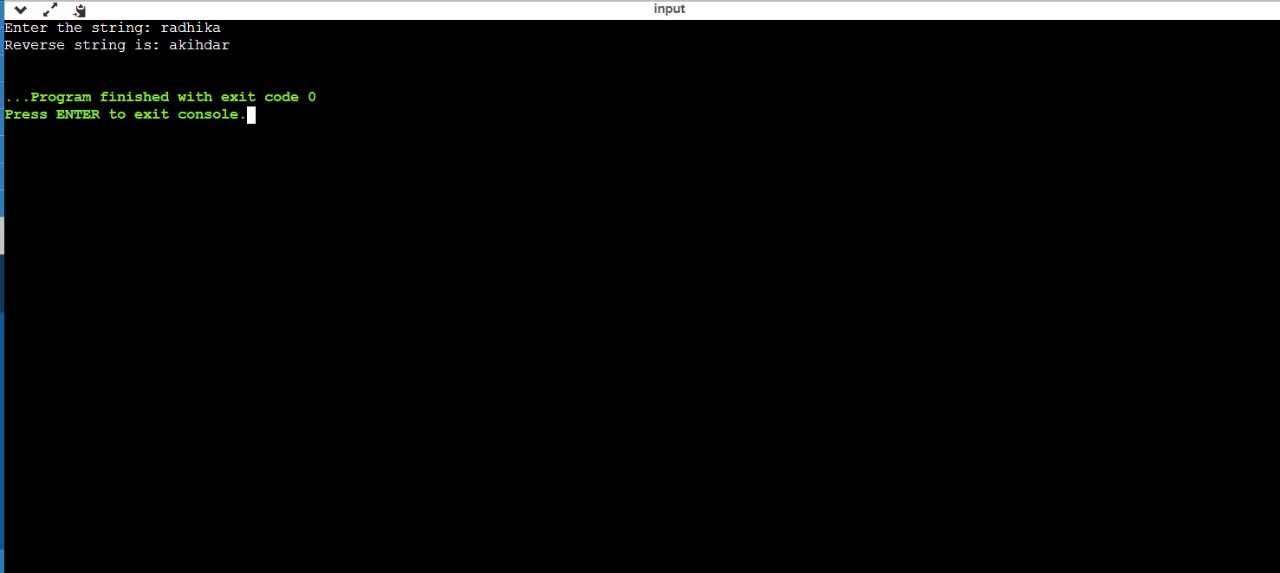 input
Enter the string: radhika
Reverse string is: akihdar
...Program finished with exit code 0
Press ENTER to exit console.